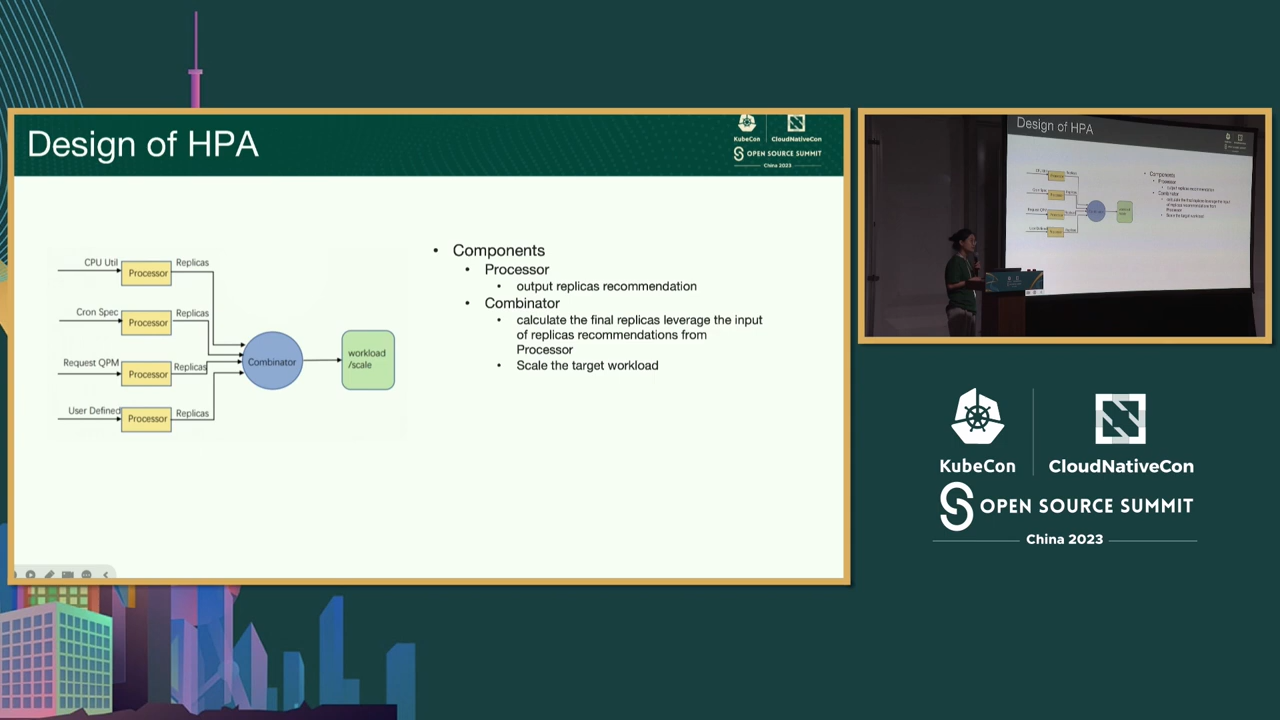 Design of HPA
KubeCon
CloudNativeCon
OPEN SOURCE SUMMIT
China 2023
CPU Util
Processor
Replicas
Cron Spec
Processor
Replicas
Request QPM
Processor
Replicas
User Defined
Processor
Replicas
Combinator
workload
/scale
• Components
• Processor
• output replicas recommendation
• Combinator
• calculate the final replicas leverage the input
of replicas recommendations from
Processor
• Scale the target workload
Design of HPA
Components
Processor
Combinator
KubeCon
CloudNativeCon
OPEN SOURCE SUMMIT
China 2023